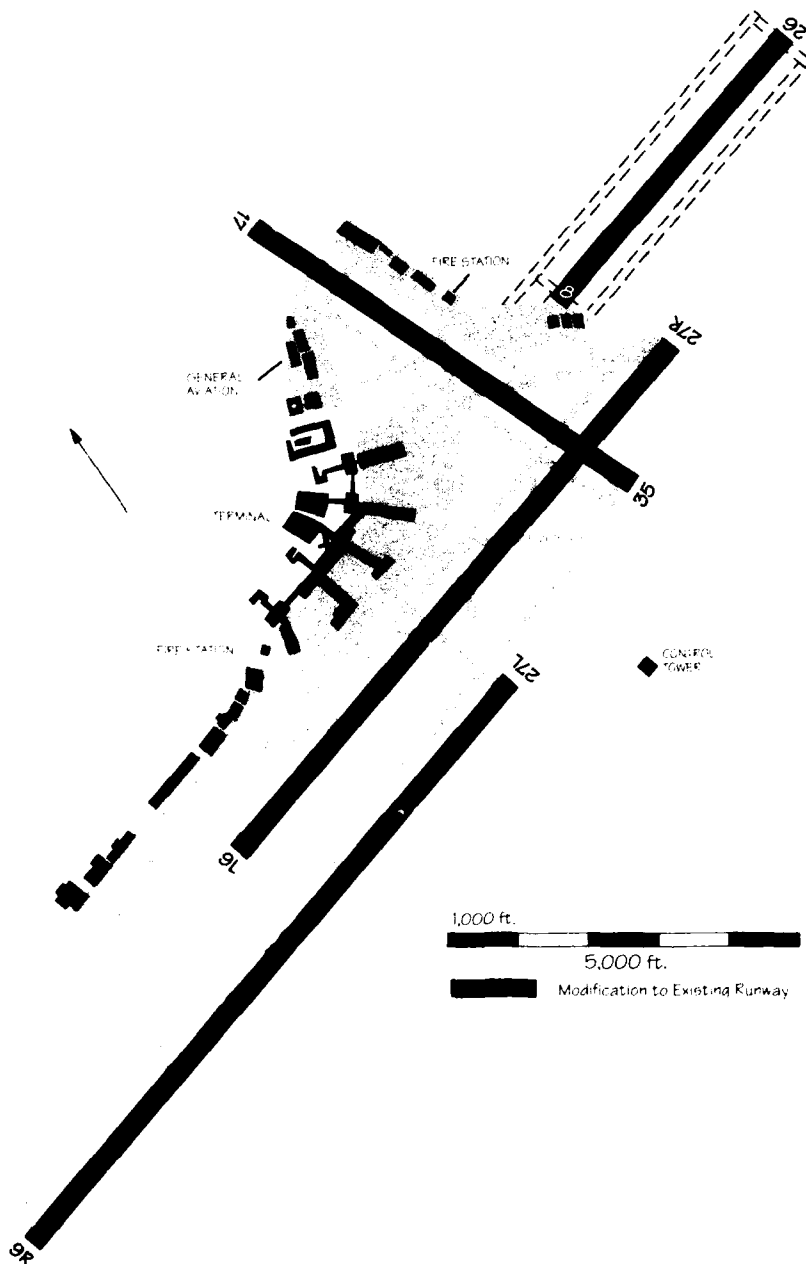 26
17
FIRE STATION
8
27R
GENERAL
AVIATION
TERMINAL
35
FIRE STATION
CONTROL
TOWER
27L
9L
1,000 ft.
5,000 ft.
Modification to Existing Runway
9R